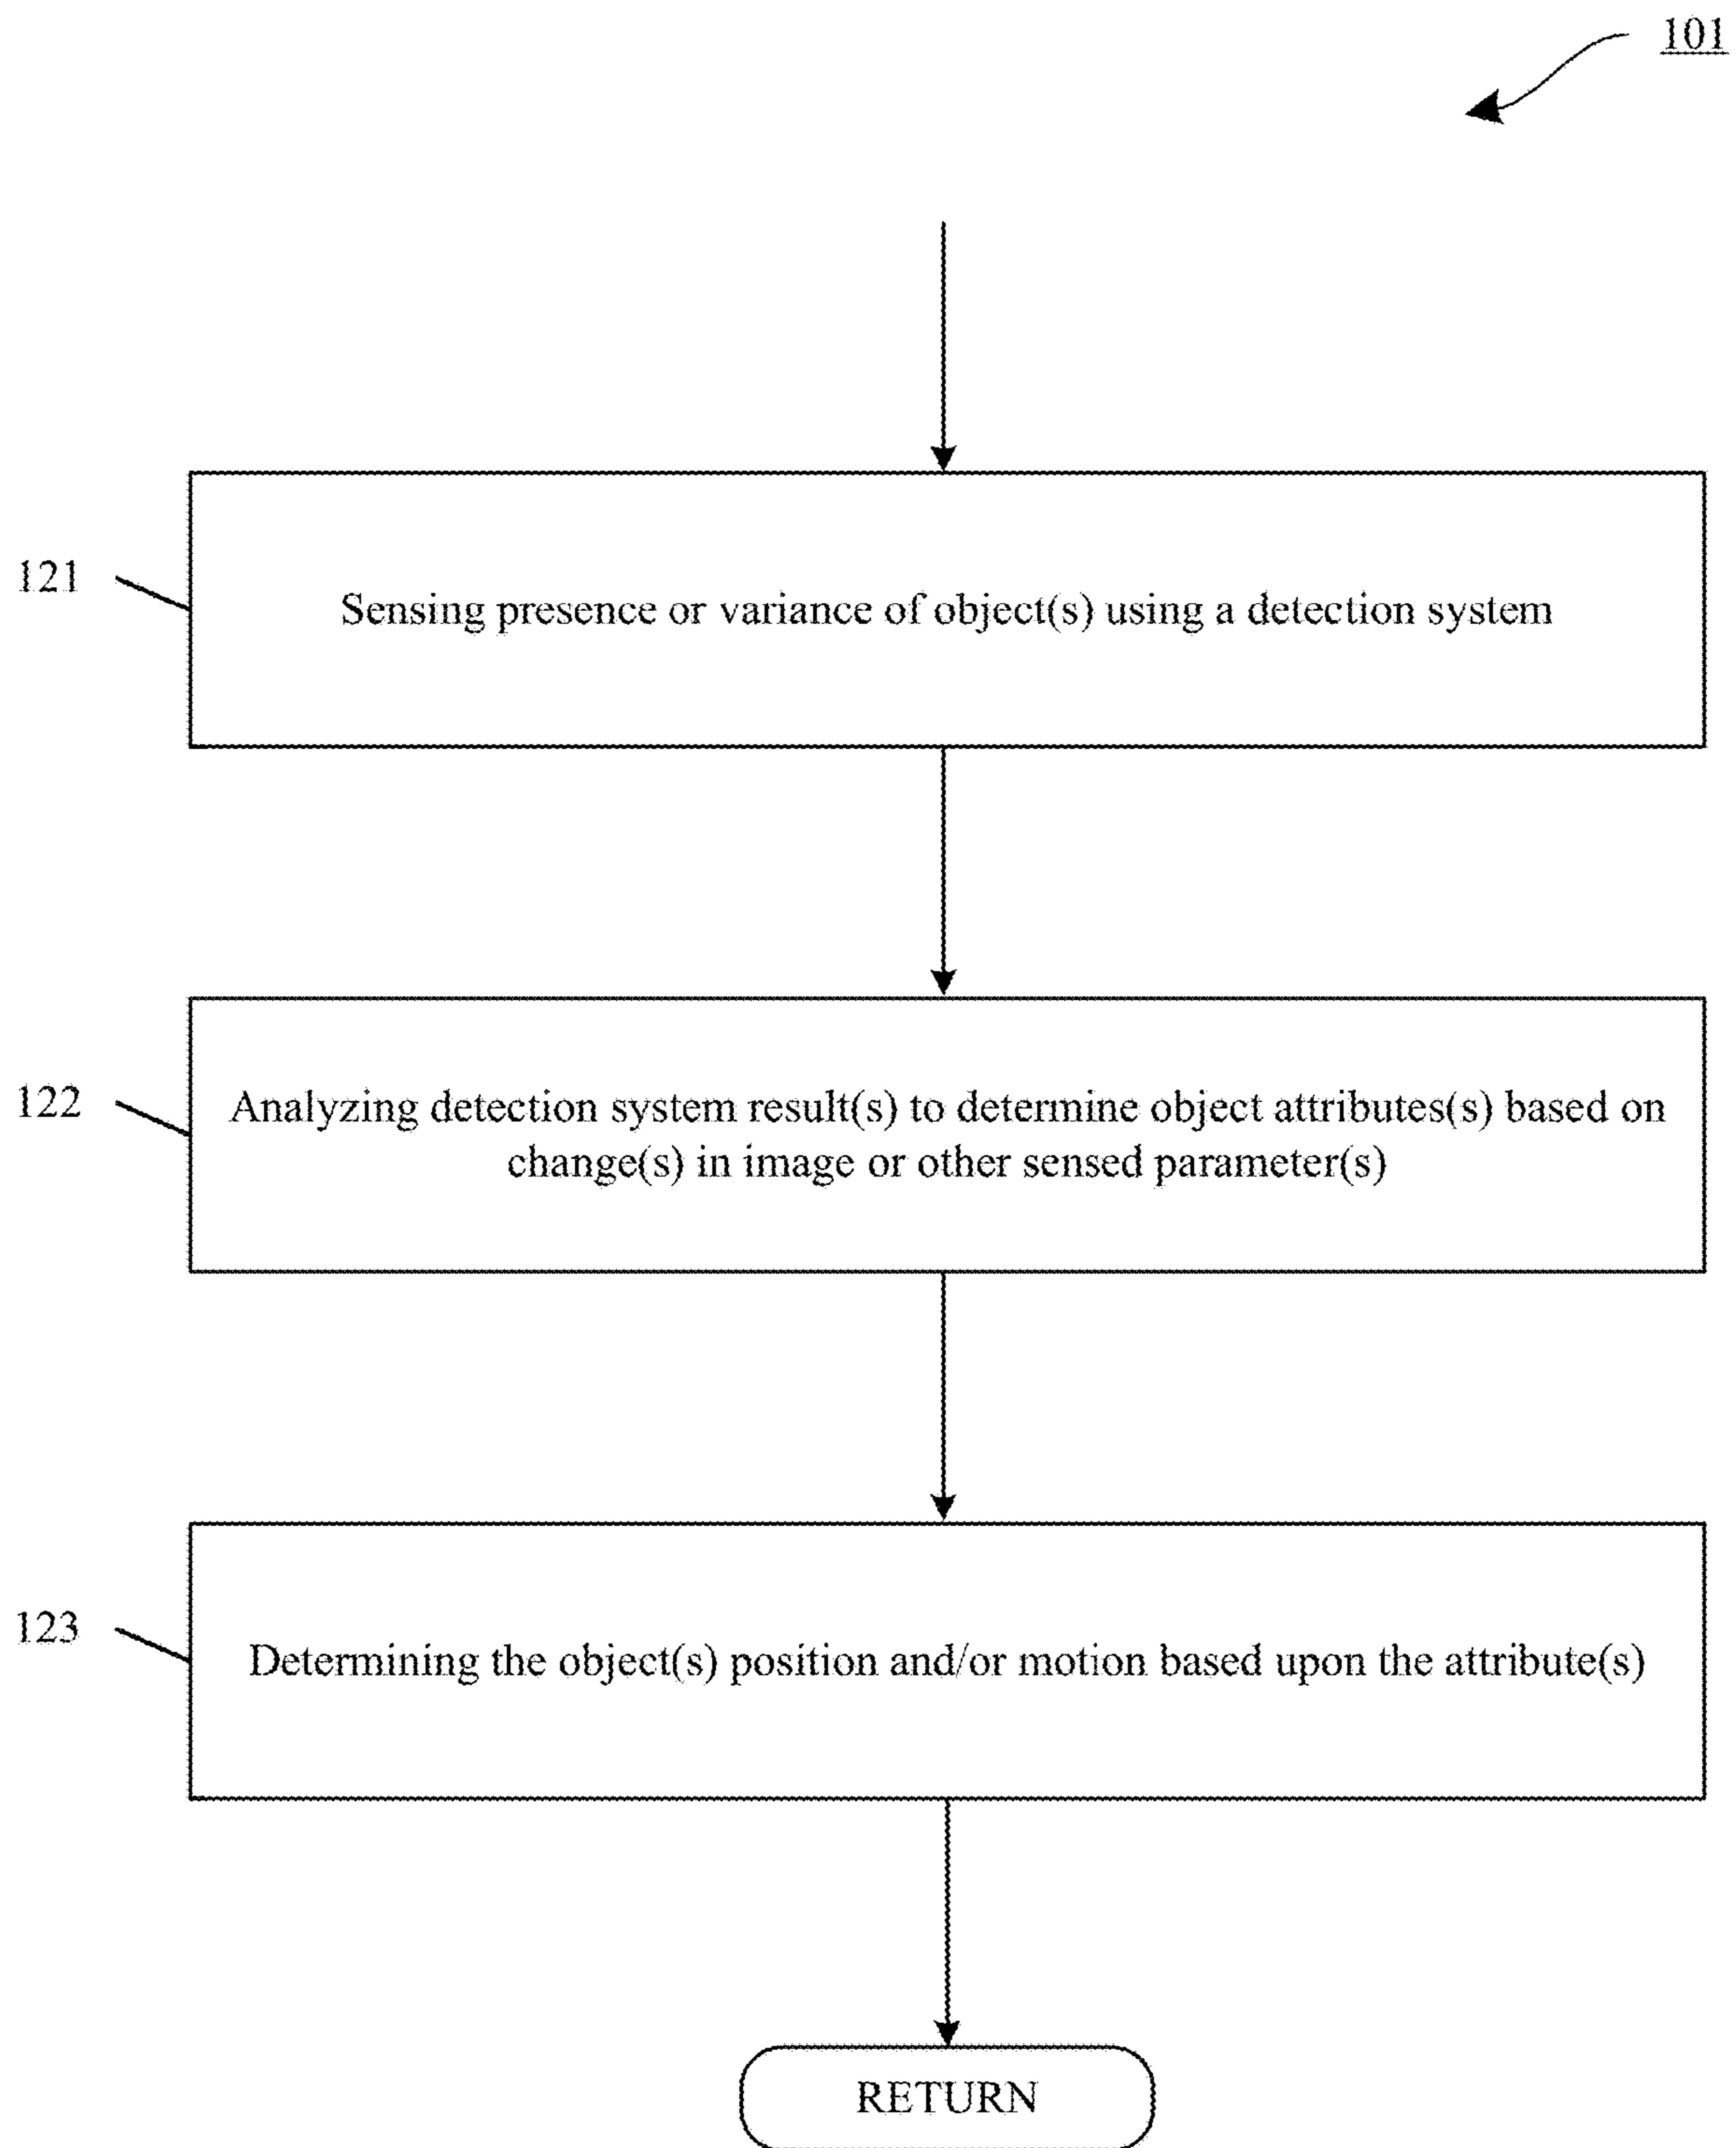 101
121
Sensing presence or variance of object(s) using a detection system
122
Analyzing detection system result(s) to determine object attributes(s) based on
change(s) in image or other sensed parameter(s)
123
Determining the object(s) position and/or motion based upon the attribute(s)
RETURN